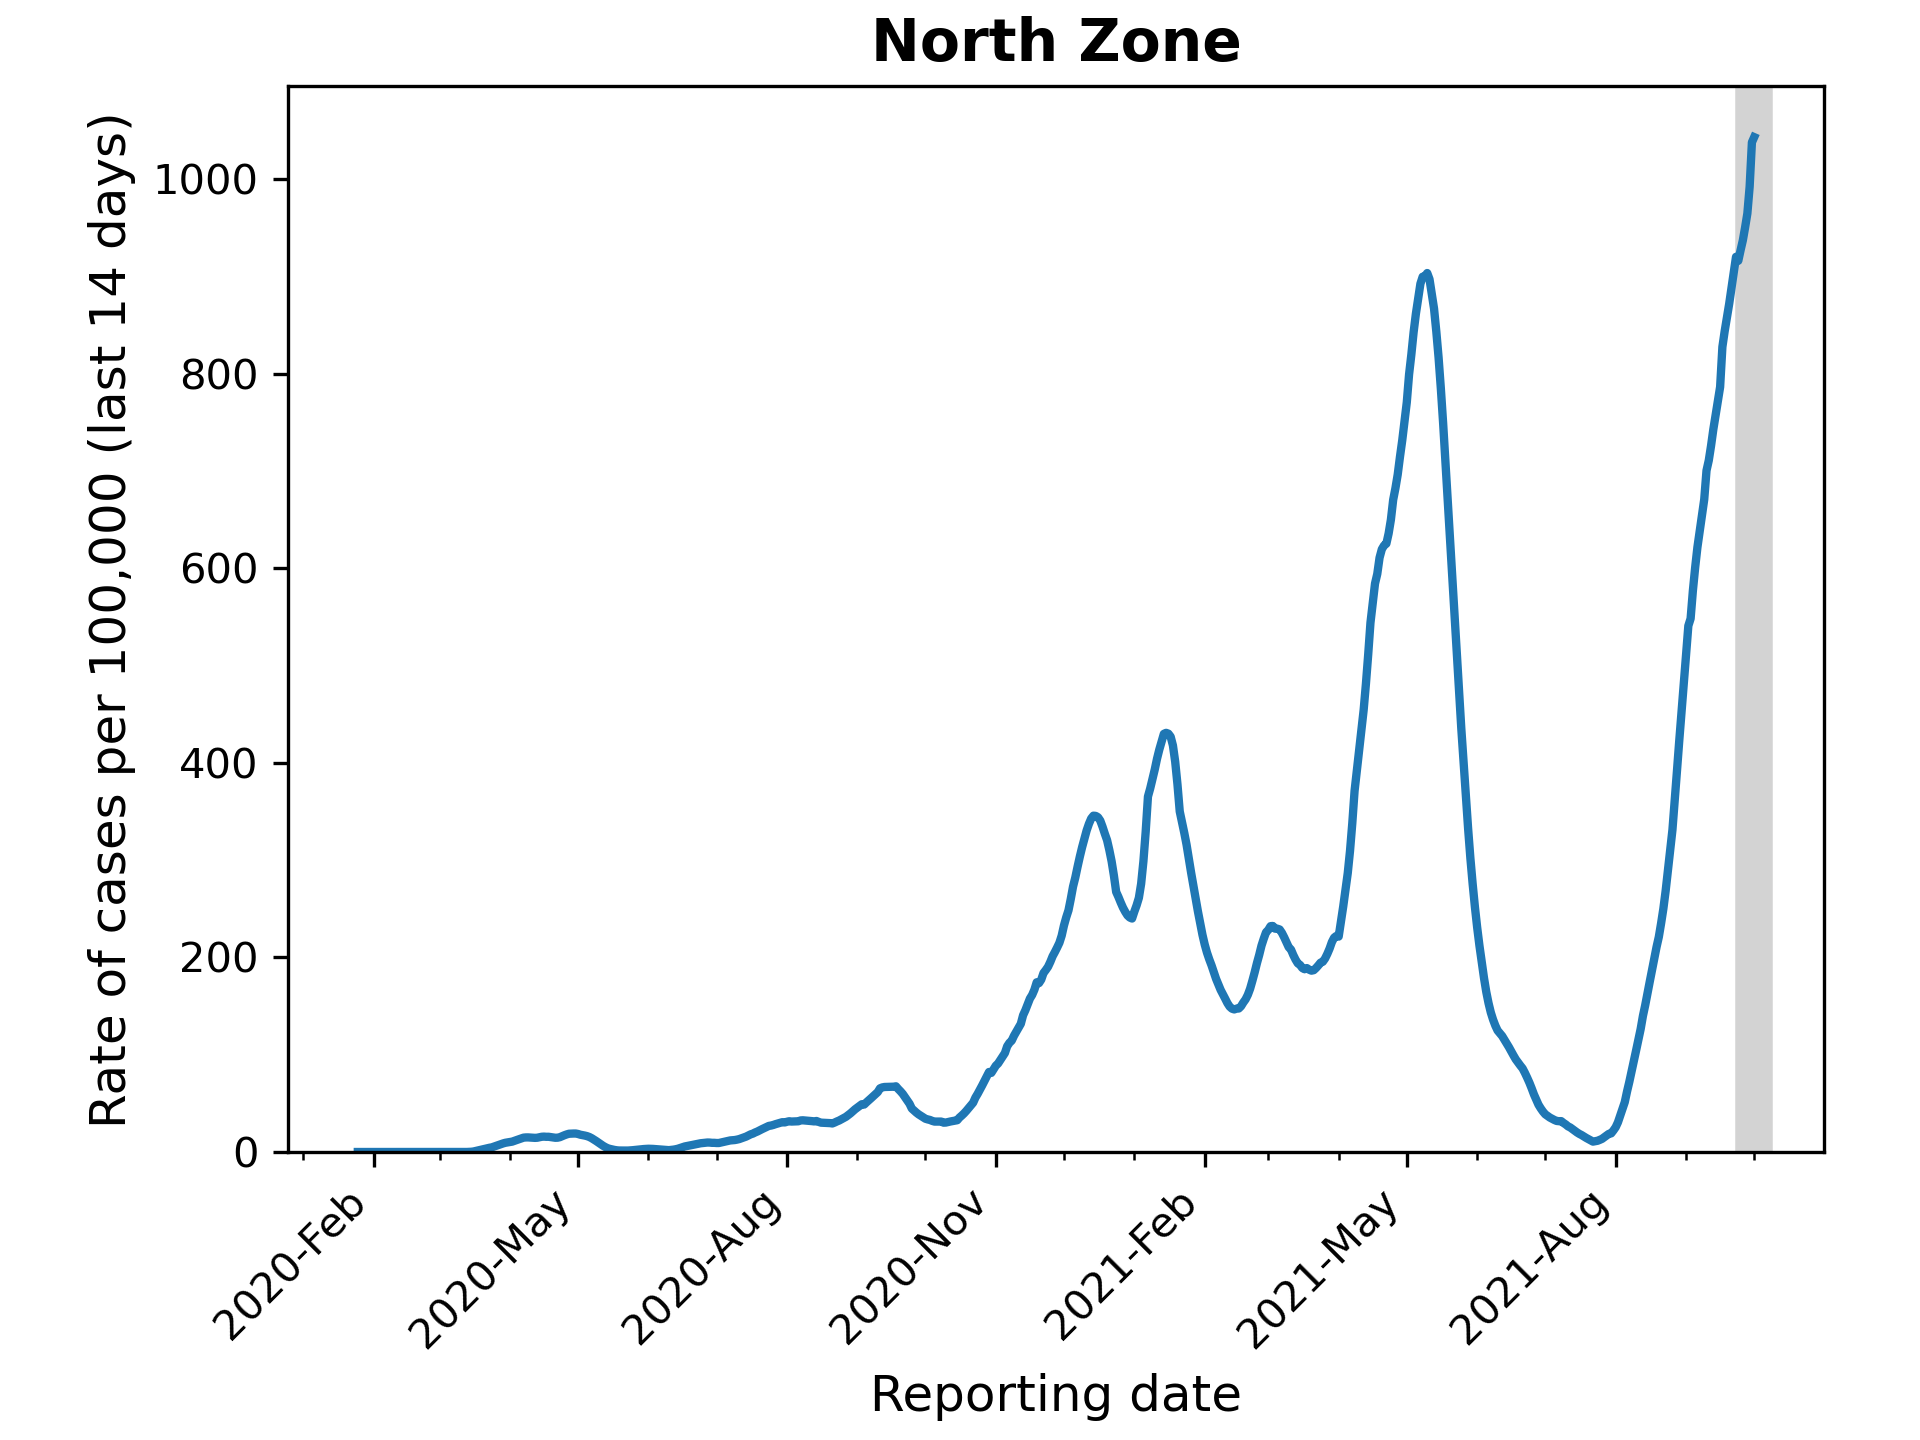 North Zone
Rate of cases per 100,000 (last 14 days)
1000
800
600
400
200
0
2020-Feb
2020-May
2020-Aug
2020-Nov
2021-Feb
2021-May
2021-Aug
Reporting date